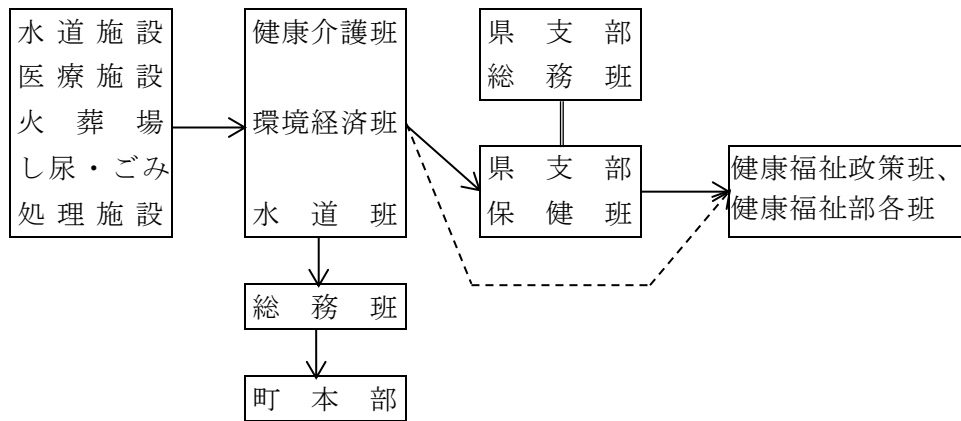 水道施設
医療施設
火葬場
し尿・ごみ
処理施設
健康介護班
環境経済班
水道班
総務班
町本部
県支部
総務班
県支部
保健班
健康福祉政策班、
健康福祉部各班